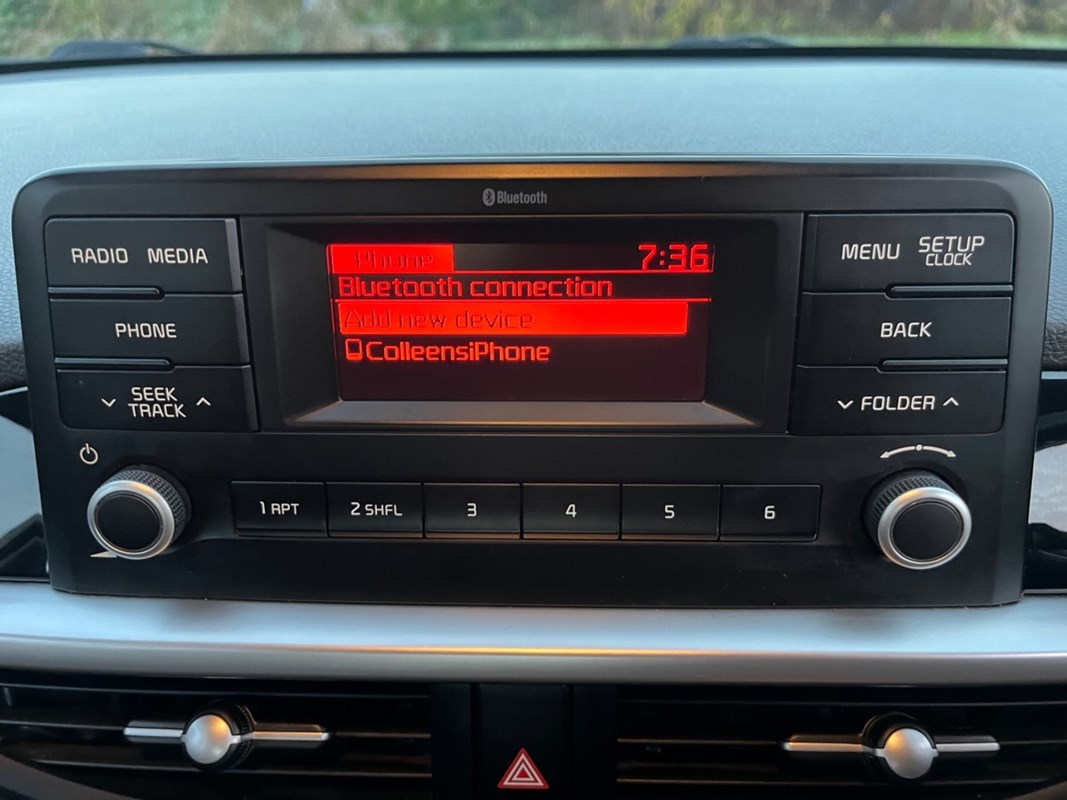 Bluetooth
RADIO MEDIA
PHONE
SEEK
TRACK
Phone 7:36
Bluetooth connection
Add new device
ColleensiPhone
MENU SETUP
CLOCK
BACK
FOLDER
1 RPT 2 SHFL 3 4 5 6